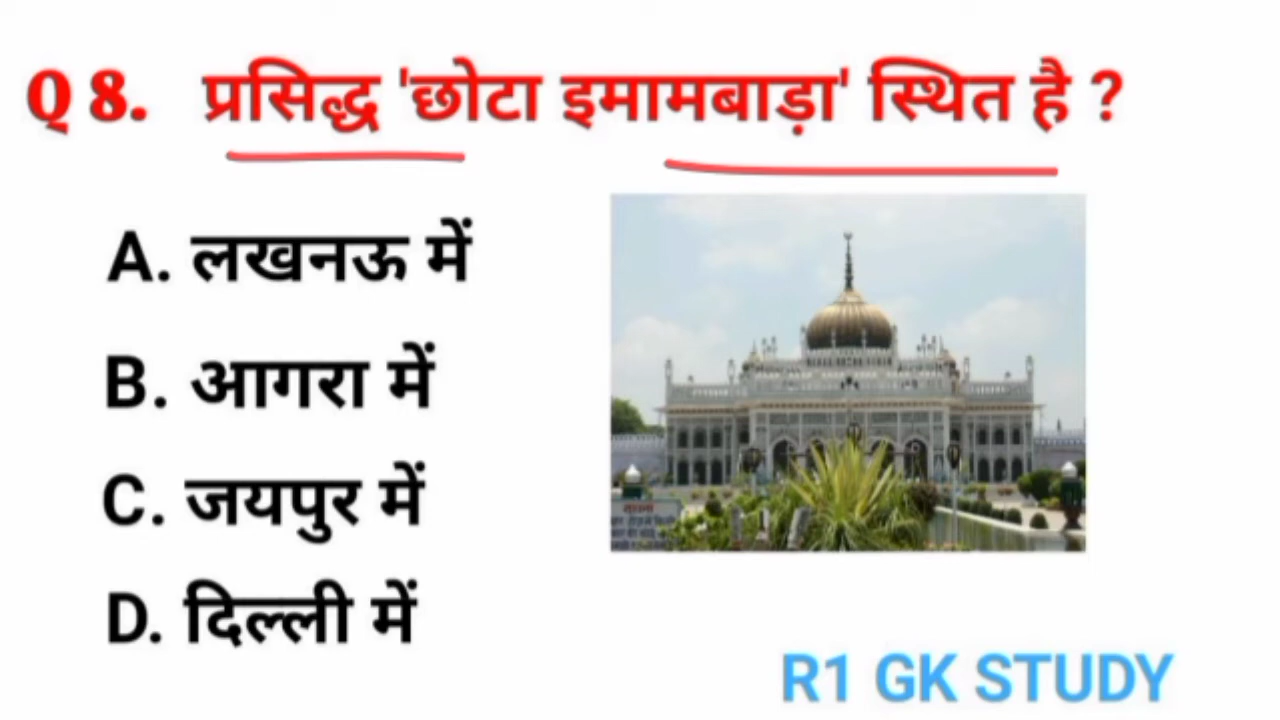 Q 8. प्रसिद्ध 'छोटा इमामबाड़ा' स्थित है ?
A. लखनऊ में
B. आगरा में
C. जयपुर में
D. दिल्ली में
R1 GK STUDY